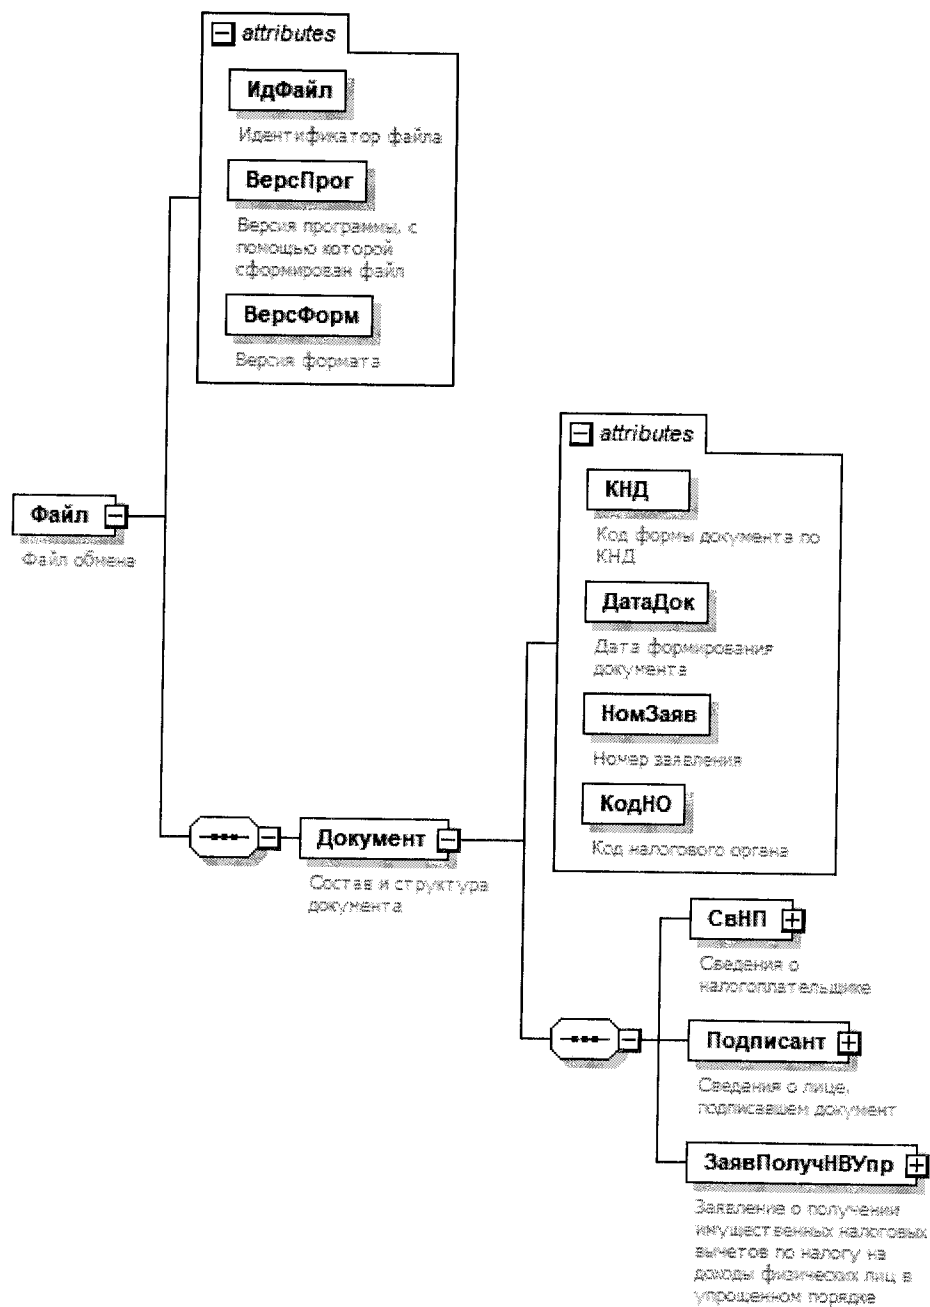 attributes
ИдФайл
Идентификатор файла
ВерсПрог
Версия программы, с
помощью которой
сформирован файл
ВерсФорм
Версия формата
Файл
Файл обмена
attributes
КНД
Код формы документа по
КНД
ДатаДок
Дата формирования
документа
НомЗаяв
Номер заявления
КодНО
Код налогового органа
Документ
Состав и структура
документа
СвНП
Сведения о
налогоплательщике
Подписант
Сведения о лице,
подписавшем документ
ЗаявПолучНВУпр
Заявление о получении
имущественных налоговых
вычетов по налогу на
доходы физических лиц в
упрощенном порядке